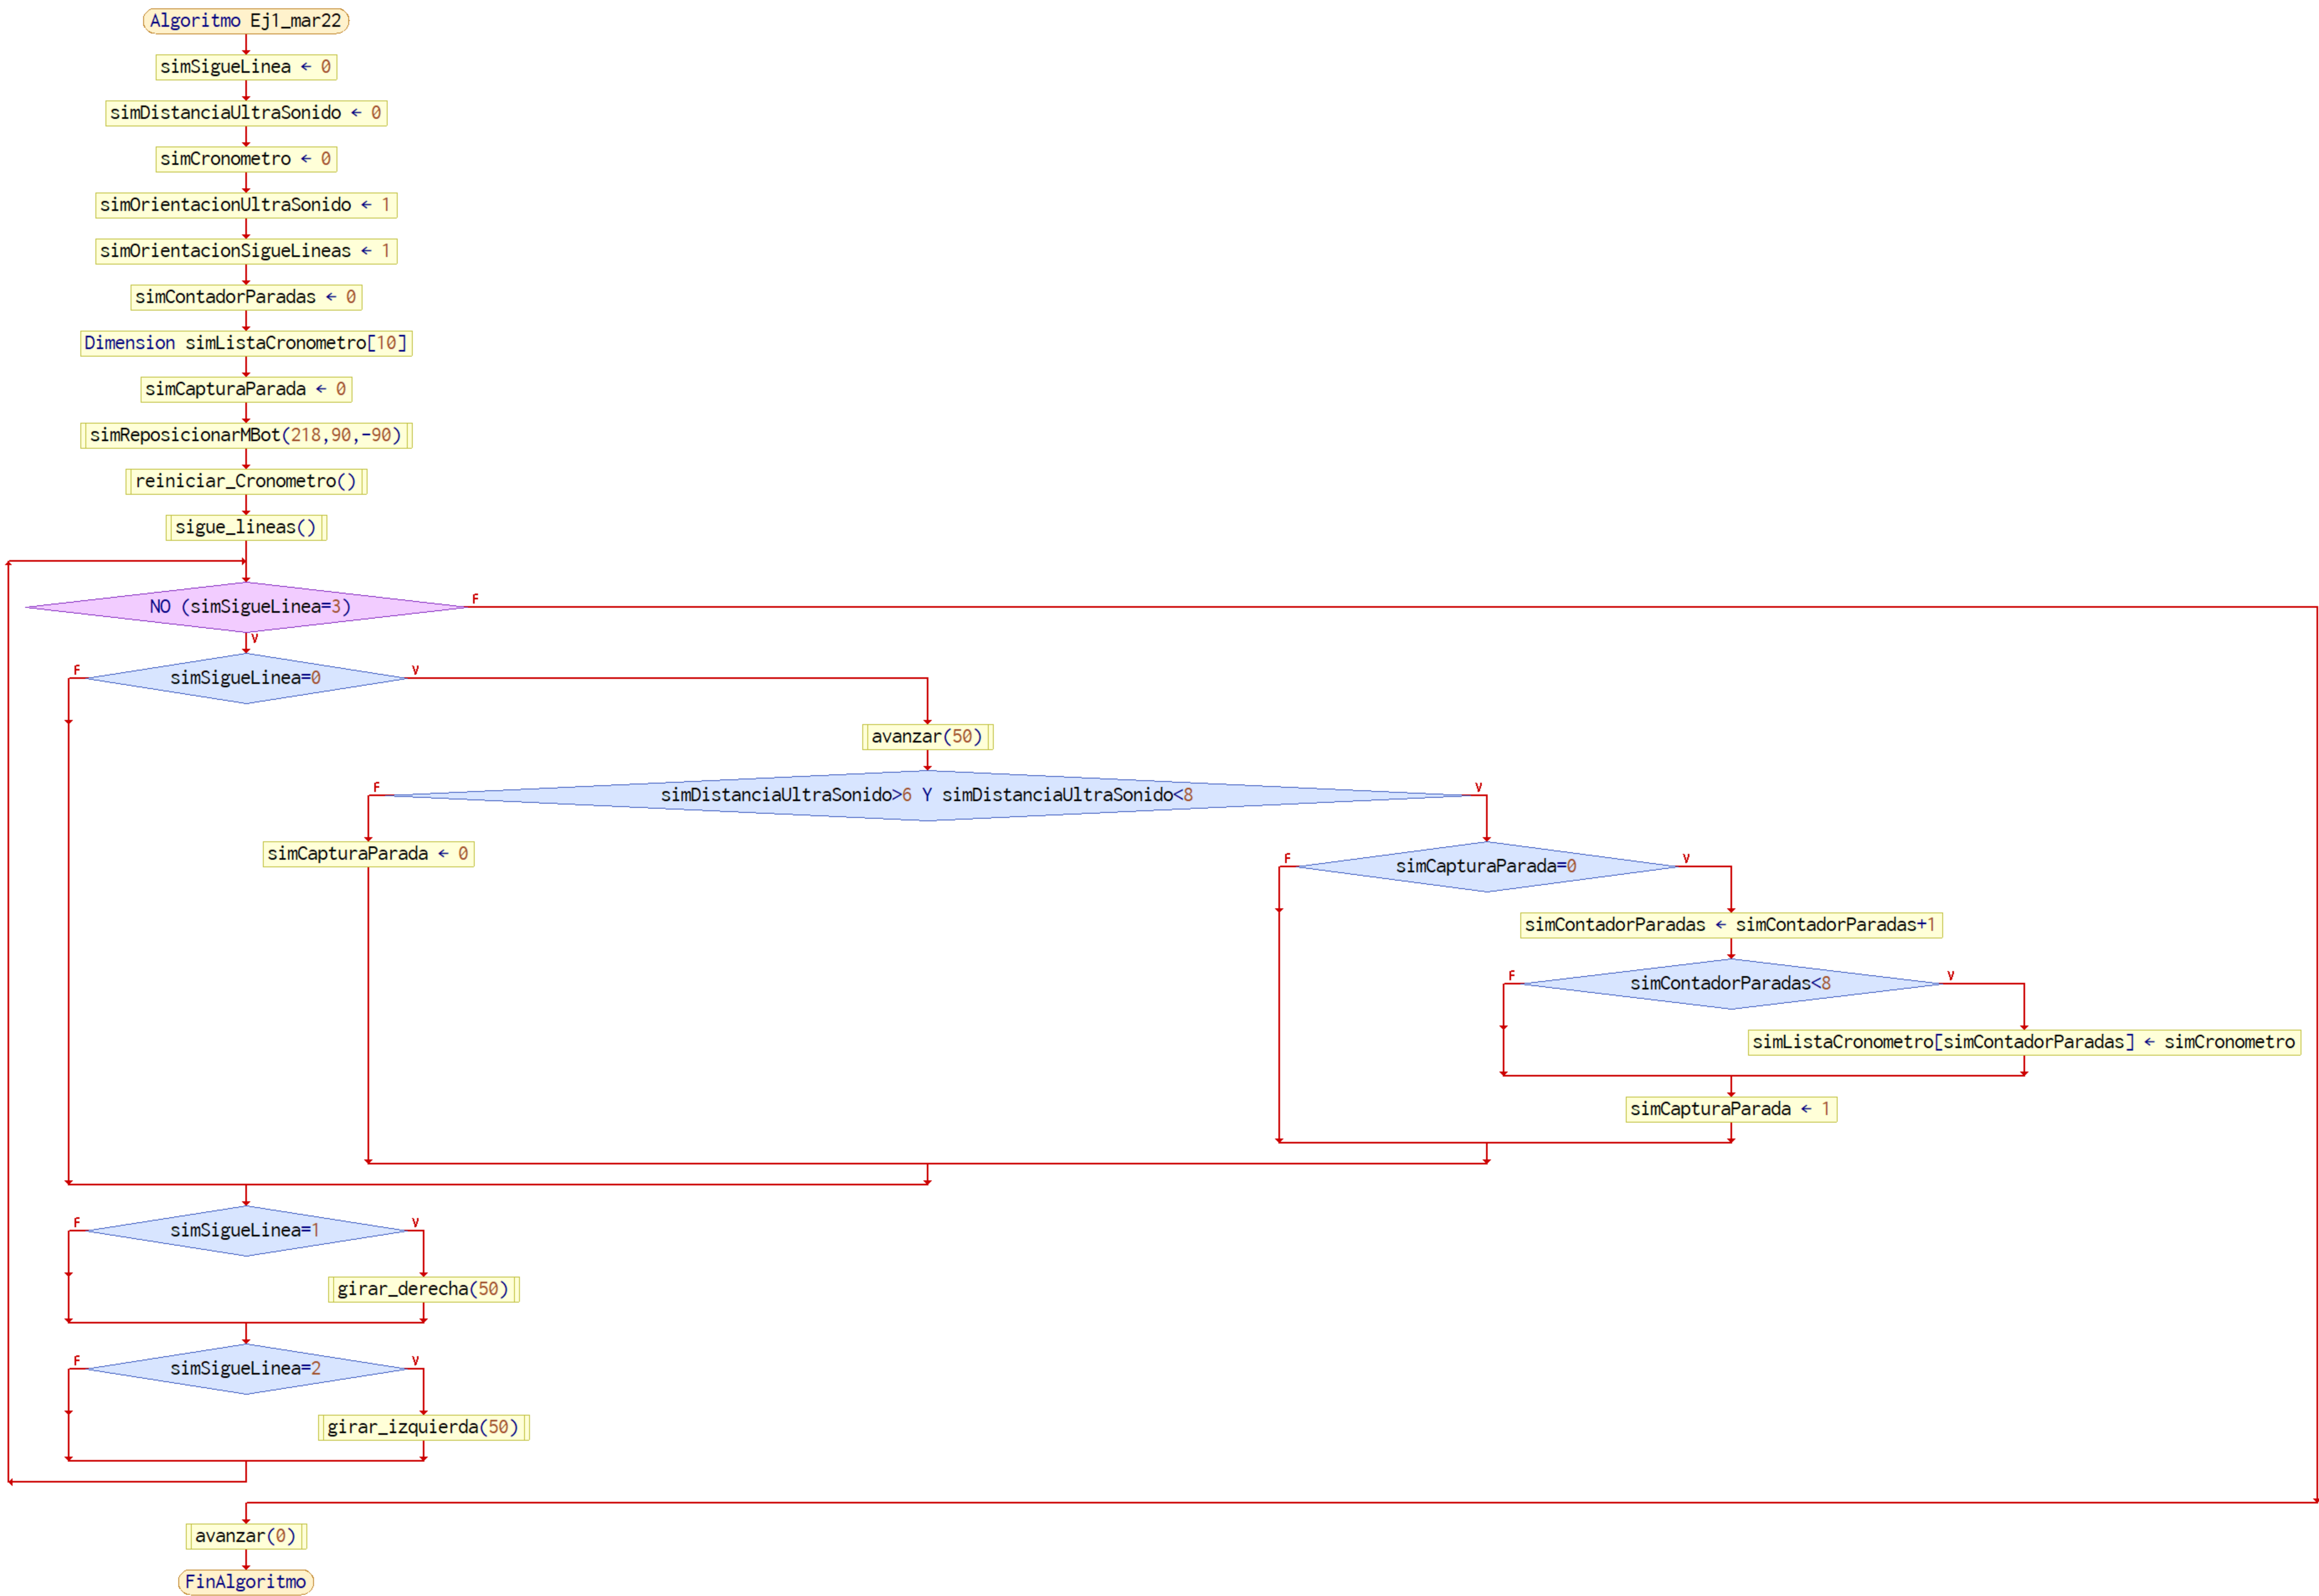 Algoritmo Ej1_mar22
simSigueLinea ← 0
simDistanciaUltraSonido ← 0
simCronometro ← 0
simOrientacionUltraSonido ← 1
simOrientacionSigueLineas ← 1
simContadorParadas ← 0
Dimension simListaCronometro[10]
simCapturaParada ← 0
simReposicionarMBot(218,90,-90)
reiniciar_Cronometro()
sigue_lineas()
NO (simSigueLinea=3)
F
V
F
simSigueLinea=0
V
avanzar(50)
F
simDistanciaUltraSonido>6 Y simDistanciaUltraSonido<8
V
simCapturaParada ← 0
F
simCapturaParada=0
V
simContadorParadas ← simContadorParadas+1
F
simContadorParadas<8
V
simListaCronometro[simContadorParadas] ← simCronometro
simCapturaParada ← 1
F
simSigueLinea=1
V
girar_derecha(50)
F
simSigueLinea=2
V
girar_izquierda(50)
avanzar(0)
FinAlgoritmo